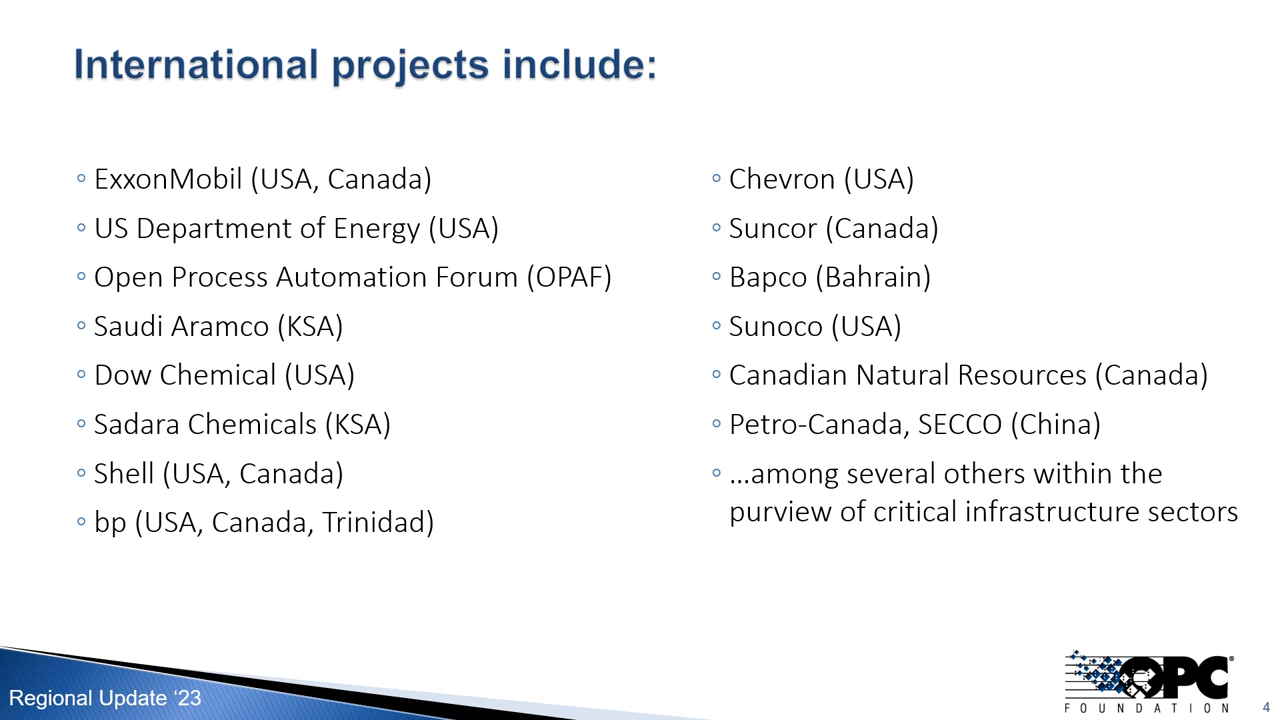 International projects include:
◦ ExxonMobil (USA, Canada)
◦ US Department of Energy (USA)
◦ Open Process Automation Forum (OPAF)
◦ Saudi Aramco (KSA)
◦ Dow Chemical (USA)
◦ Sadara Chemicals (KSA)
◦ Shell (USA, Canada)
◦ bp (USA, Canada, Trinidad)
◦ Chevron (USA)
◦ Suncor (Canada)
◦ Bapco (Bahrain)
◦ Sunoco (USA)
◦ Canadian Natural Resources (Canada)
◦ Petro-Canada, SECCO (China)
◦ …among several others within the
purview of critical infrastructure sectors
Regional Update ‘23
OPC®
FOUNDATION
4